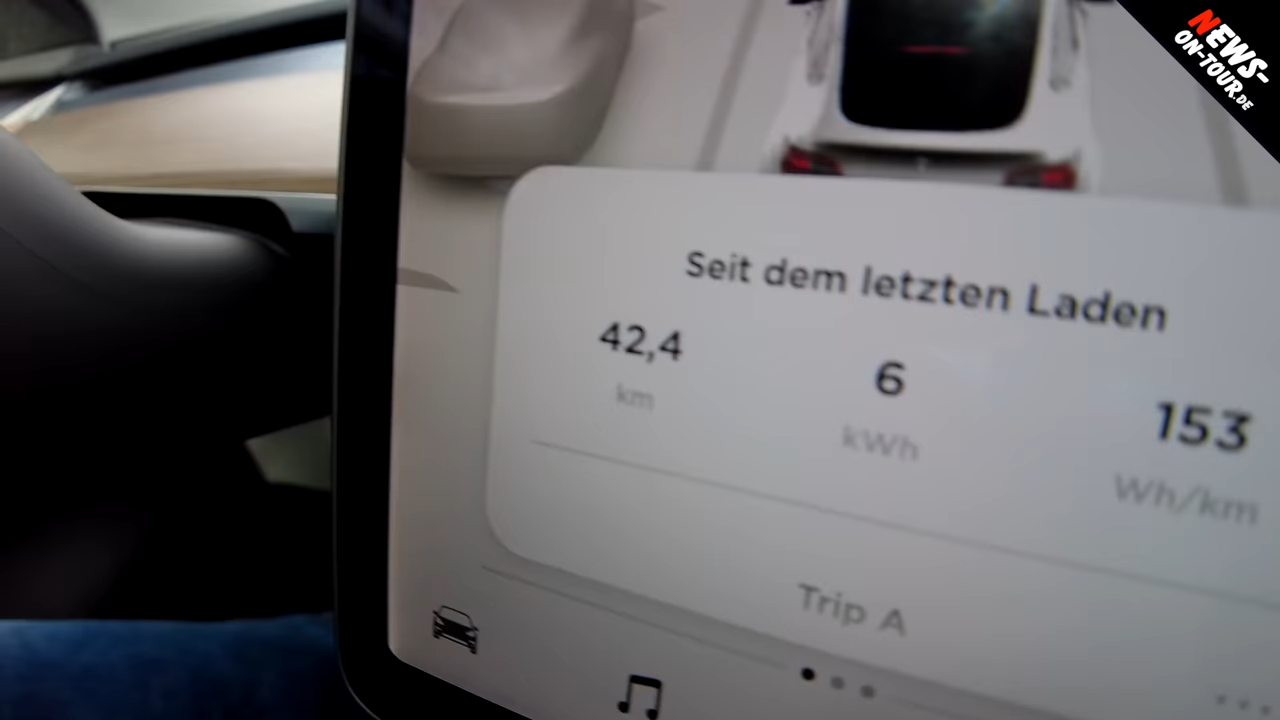 NEWS-
ON-TOUR.DE
Seit dem letzten Laden
42,4
km
6
kWh
153
Wh/km
Trip A